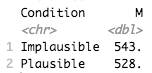 Condition M
<chr> <dbl>
1 Implausible 543.
2 Plausible 528.